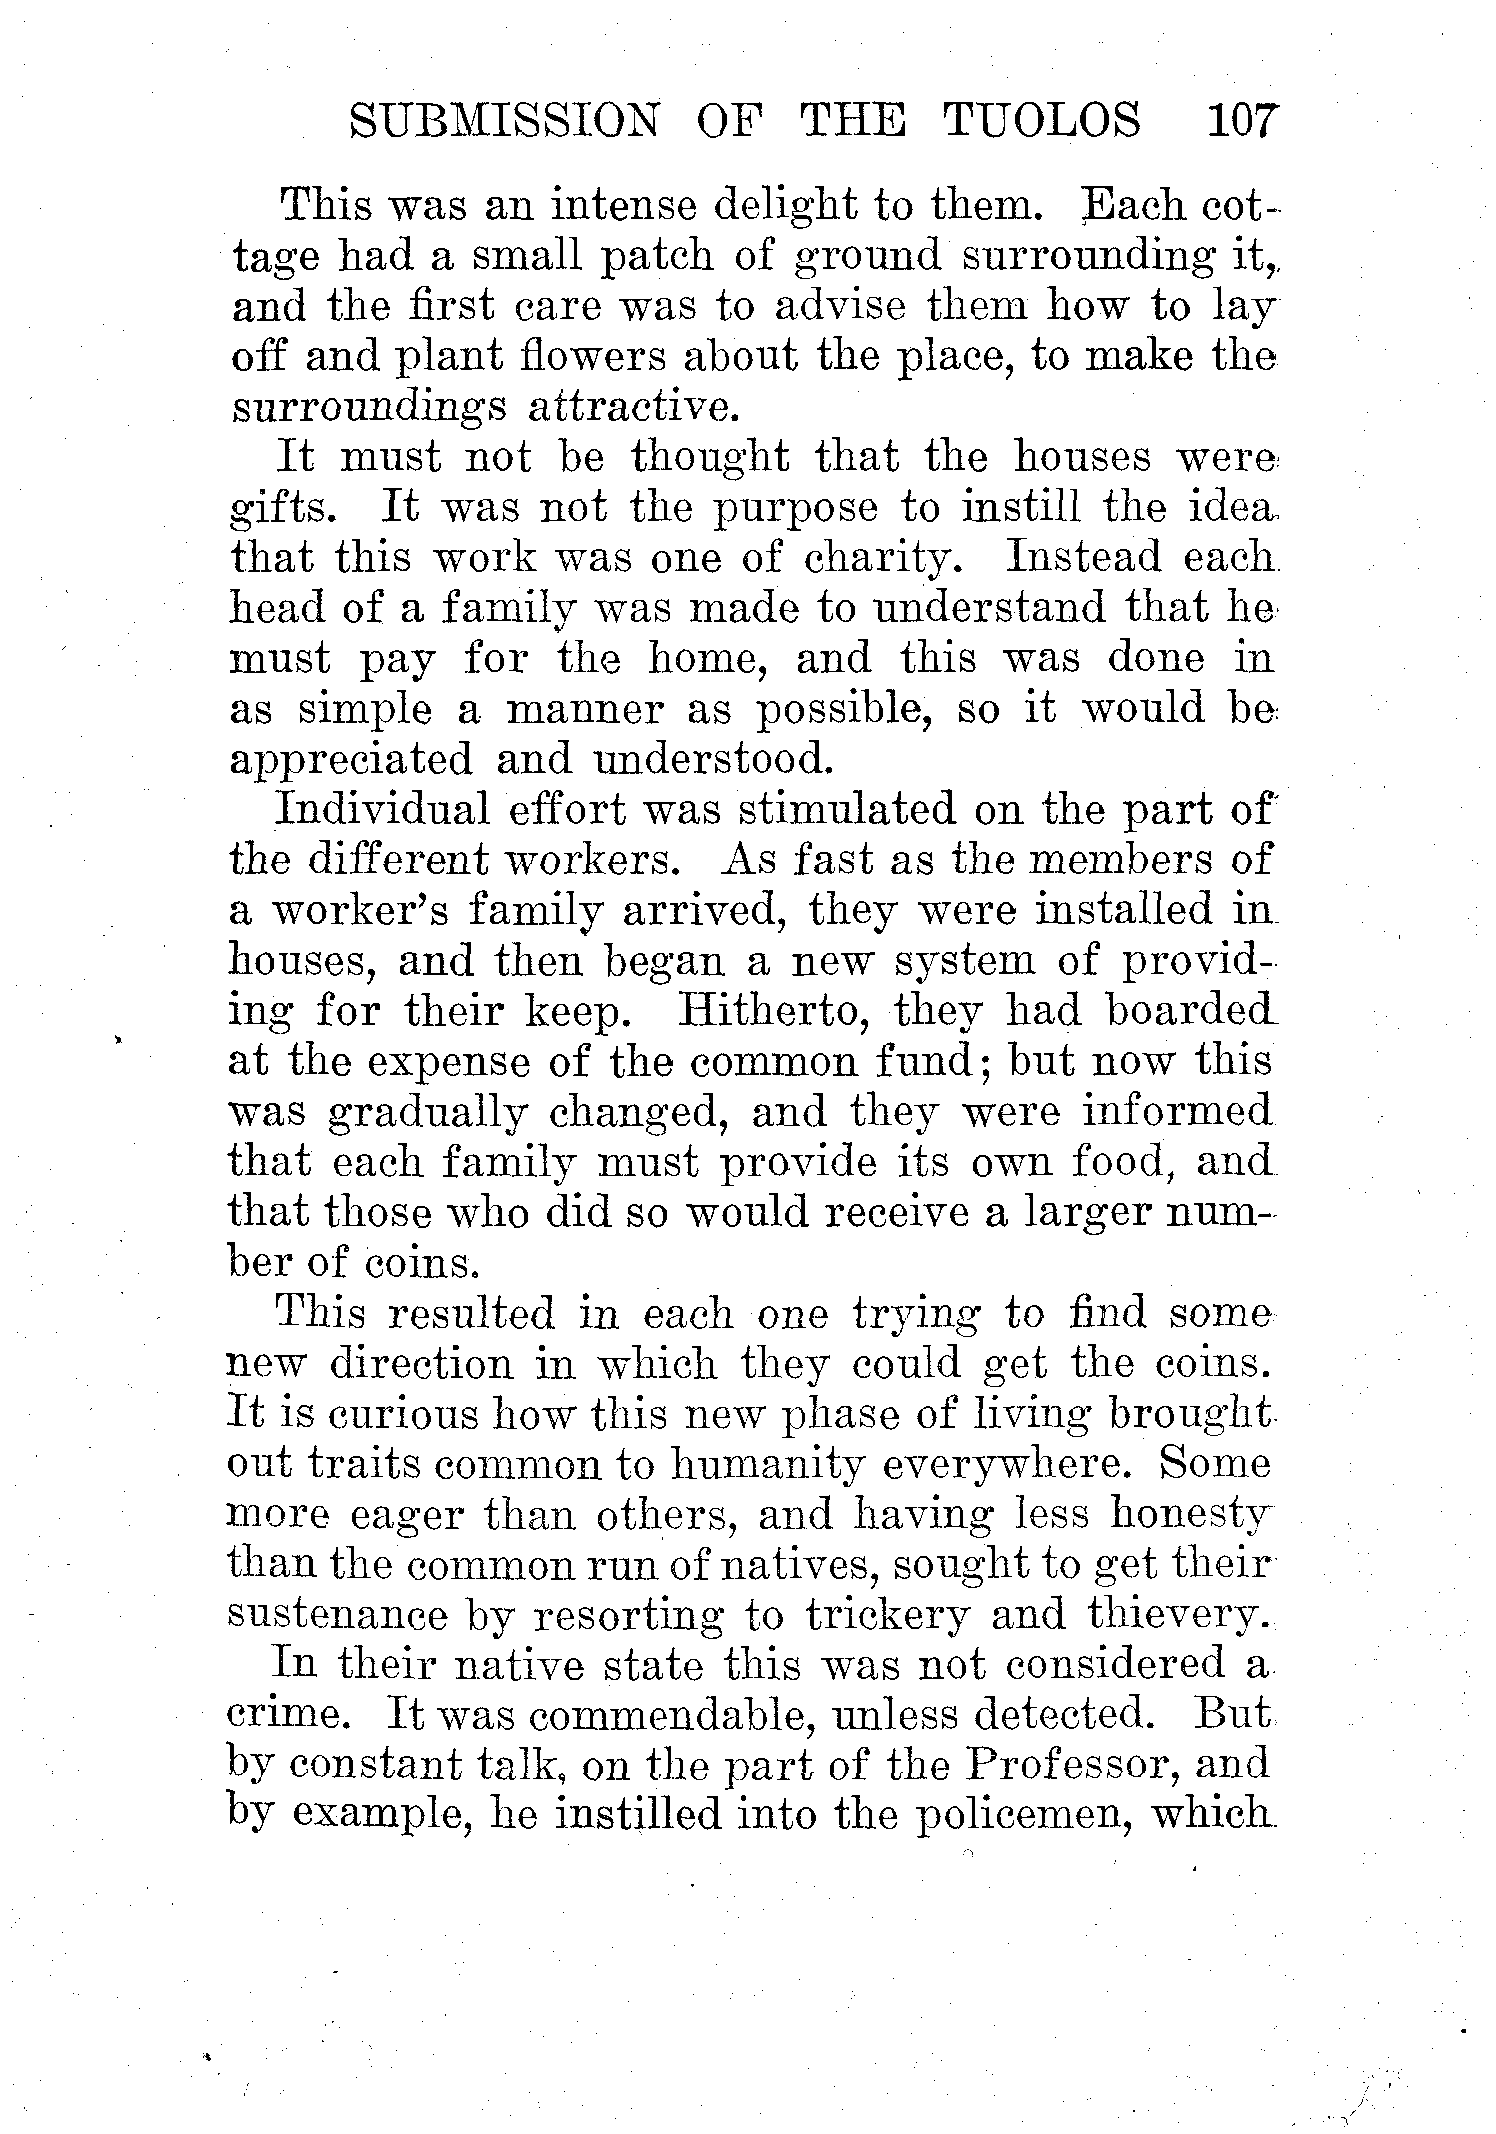 SUBMISSION OF THE TUOLOS 107
This was an intense delight to them. Each cot-
tage had a small patch of ground surrounding it,
and the first care was to advise them how to lay
off and plant flowers about the place, to make the
surroundings attractive.
It must not be thought that the houses were
gifts. It was not the purpose to instill the idea
that this work was one of charity. Instead each
head of a family was made to understand that he
must pay for the home, and this was done in
as simple a manner as possible, so it would be
appreciated and understood.
Individual effort was stimulated on the part of
the different workers. As fast as the members of
a worker's family arrived, they were installed in
houses, and then began a new system of provid-
ing for their keep. Hitherto, they had boarded
at the expense of the common fund; but now this
was gradually changed, and they were informed
that each family must provide its own food, and
that those who did so would receive a larger num-
ber of coins.
This resulted in each one trying to find some
new direction in which they could get the coins.
It is curious how this new phase of living brought
out traits common to humanity everywhere. Some
more eager than others, and having less honesty
than the common run of natives, sought to get their
sustenance by resorting to trickery and thievery.
In their native state this was not considered a
crime. It was commendable, unless detected. But
by constant talk, on the part of the Professor, and
by example, he instilled into the policemen, which